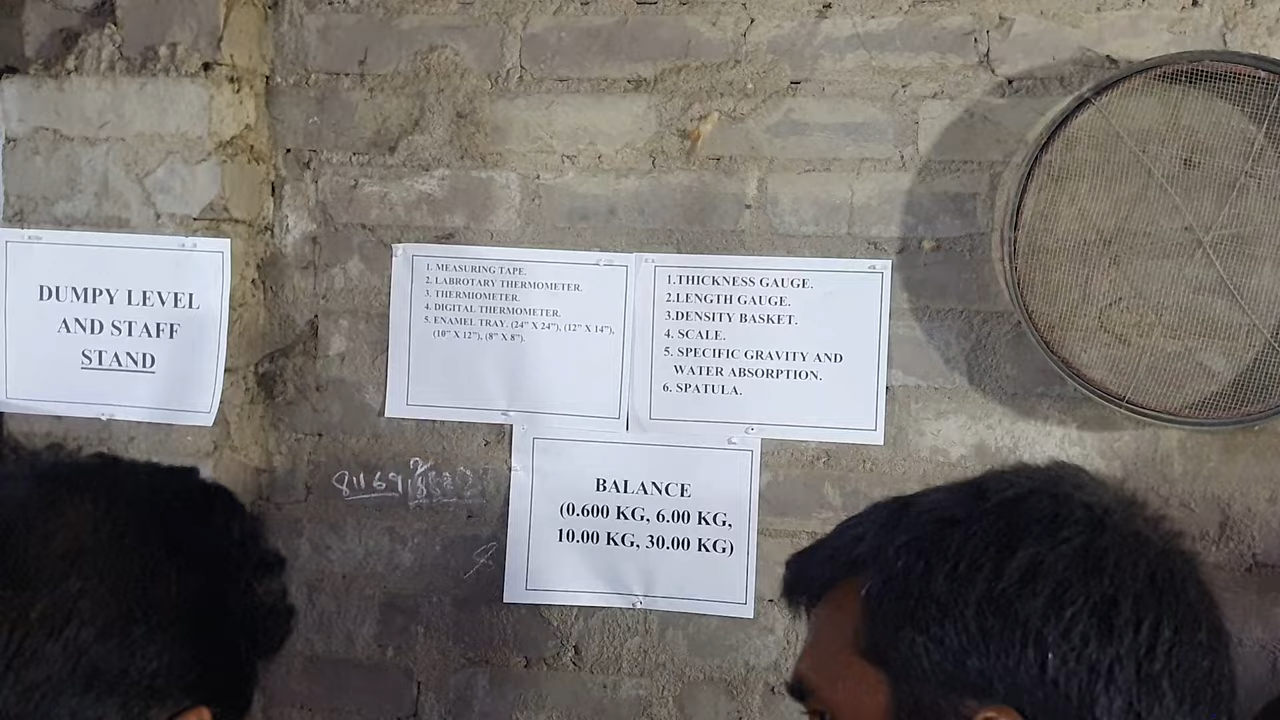 DUMPY LEVEL
AND STAFF
STAND
1. MEASURING TAPE.
2. LABROTARY THERMOMETER.
3. THERMIOMETER.
4. DIGITAL THERMOMETER.
5. ENAMEL TRAY. (24" X 24"), (12" X 14"),
(10" X 12"), (8" X 8").
1.THICKNESS GAUGE.
2.LENGTH GAUGE.
3.DENSITY BASKET.
4. SCALE.
5. SPECIFIC GRAVITY AND
WATER ABSORPTION.
6. SPATULA.
BALANCE
(0.600 KG, 6.00 KG,
10.00 KG, 30.00 KG)